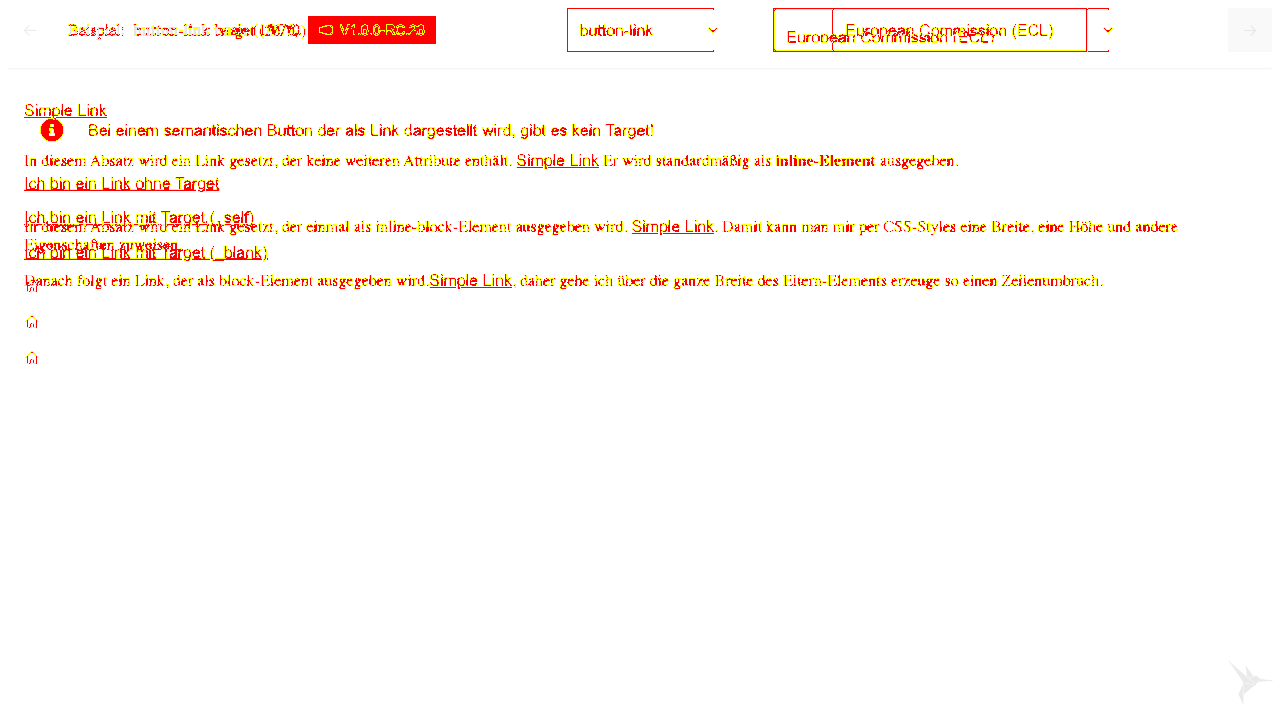 Beispiel button-link V1.0.0-RC.20 button-link European Commission (ECL)
European Commission (ECL)
Simple Link
Bei einem semantischen Button der als Link dargestellt wird, gibt es kein Target!
In diesem Absatz wird ein Link gesetzt, der keine weiteren Attribute enthält. Simple Link Er wird standardmäßig als inline-Element ausgegeben.
Ich bin ein Link ohne Target
Ich bin ein Link mit Target (_self)
In diesem Absatz wird ein Link gesetzt, der einmal als inline-block-Element ausgegeben wird. Simple Link. Damit kann man mir per CSS-Styles eine Breite, eine Höhe und andere
Eigenschaften zuweisen.
Ich bin ein Link mit Target (_blank)
Danach folgt ein Link, der als block-Element ausgegeben wird.Simple Link, daher gehe ich über die ganze Breite des Eltern-Elements erzeuge so einen Zeilenumbruch.